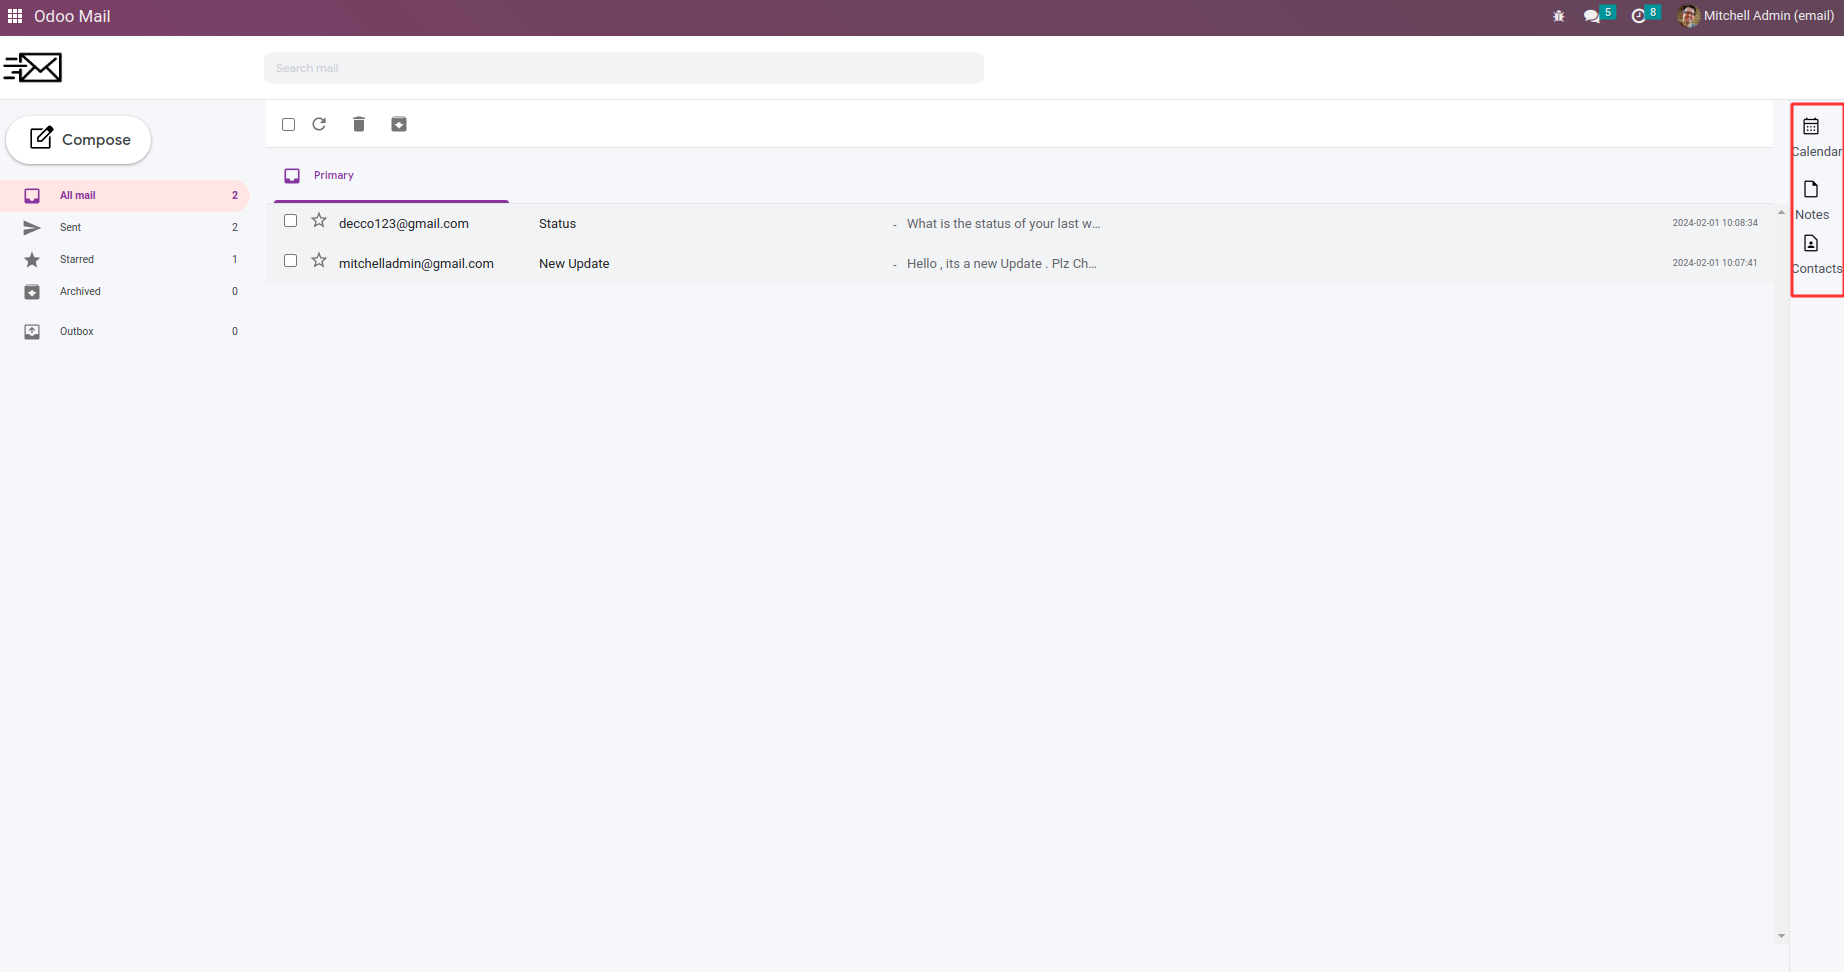 Odoo Mail
5
8
Mitchell Admin (email)
Search mail
Compose
All mail 2
Sent 2
Starred 1
Archived 0
Outbox 0
Primary
decco123@gmail.com Status - What is the status of your last w... 2024-02-01 10:08:34
mitchelladmin@gmail.com New Update - Hello , its a new Update . Plz Ch... 2024-02-01 10:07:41
Calendar
Notes
Contacts